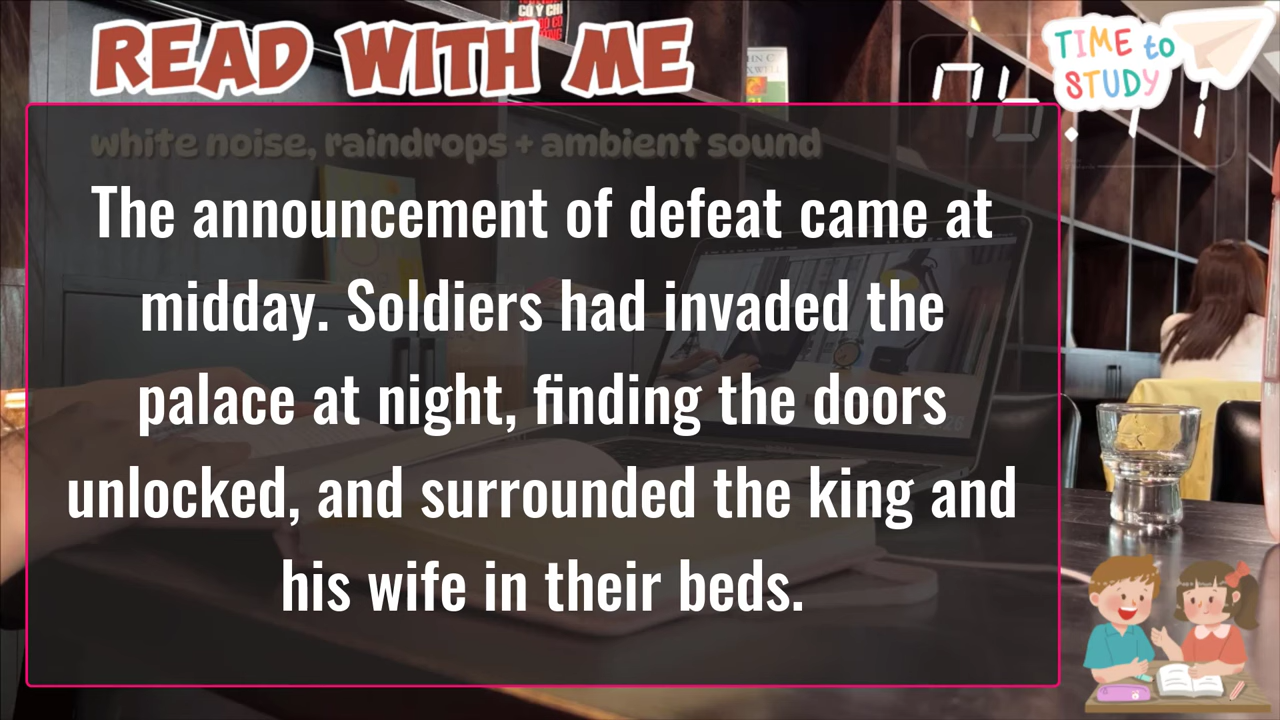 READ WITH ME
TIME to
STUDY
white noise, raindrops + ambient sound
The announcement of defeat came at
midday. Soldiers had invaded the
palace at night, finding the doors
unlocked, and surrounded the king and
his wife in their beds.